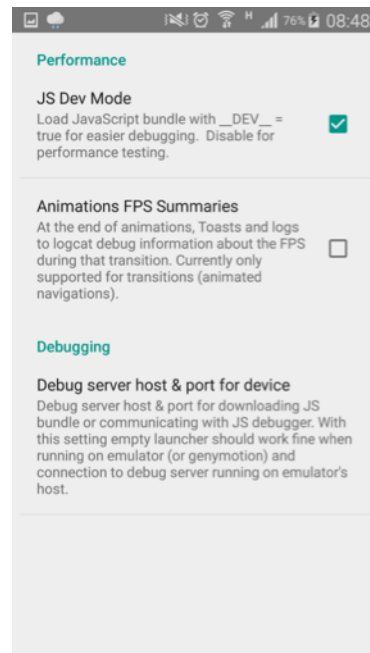 H 76% 08:48
Performance
JS Dev Mode
Load JavaScript bundle with __DEV__ =
true for easier debugging.  Disable for
performance testing.
Animations FPS Summaries
At the end of animations, Toasts and logs
to logcat debug information about the FPS
during that transition. Currently only
supported for transitions (animated
navigations).
Debugging
Debug server host & port for device
Debug server host & port for downloading JS
bundle or communicating with JS debugger. With
this setting empty launcher should work fine when
running on emulator (or genymotion) and
connection to debug server running on emulator's
host.